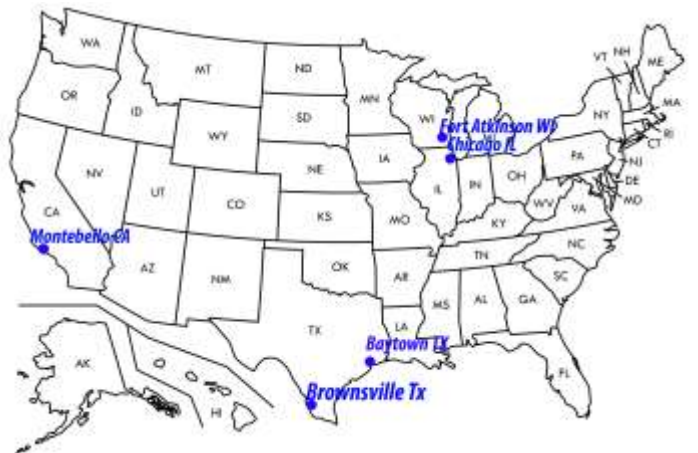 WA
MT
ND
MN
VT
NH
ME
OR
ID
WY
SD
WI
Fort Atkinson WI
Chicago IL
NY
MA
RI
CT
NV
UT
CO
NE
IA
IL
IN
OH
PA
NJ
DE
MD
CA
Montebello CA
KS
MO
KY
WV
VA
AZ
NM
OK
AR
TN
NC
SC
TX
LA
MS
AL
GA
Baytown TX
FL
AK
HI
Brownsville Tx